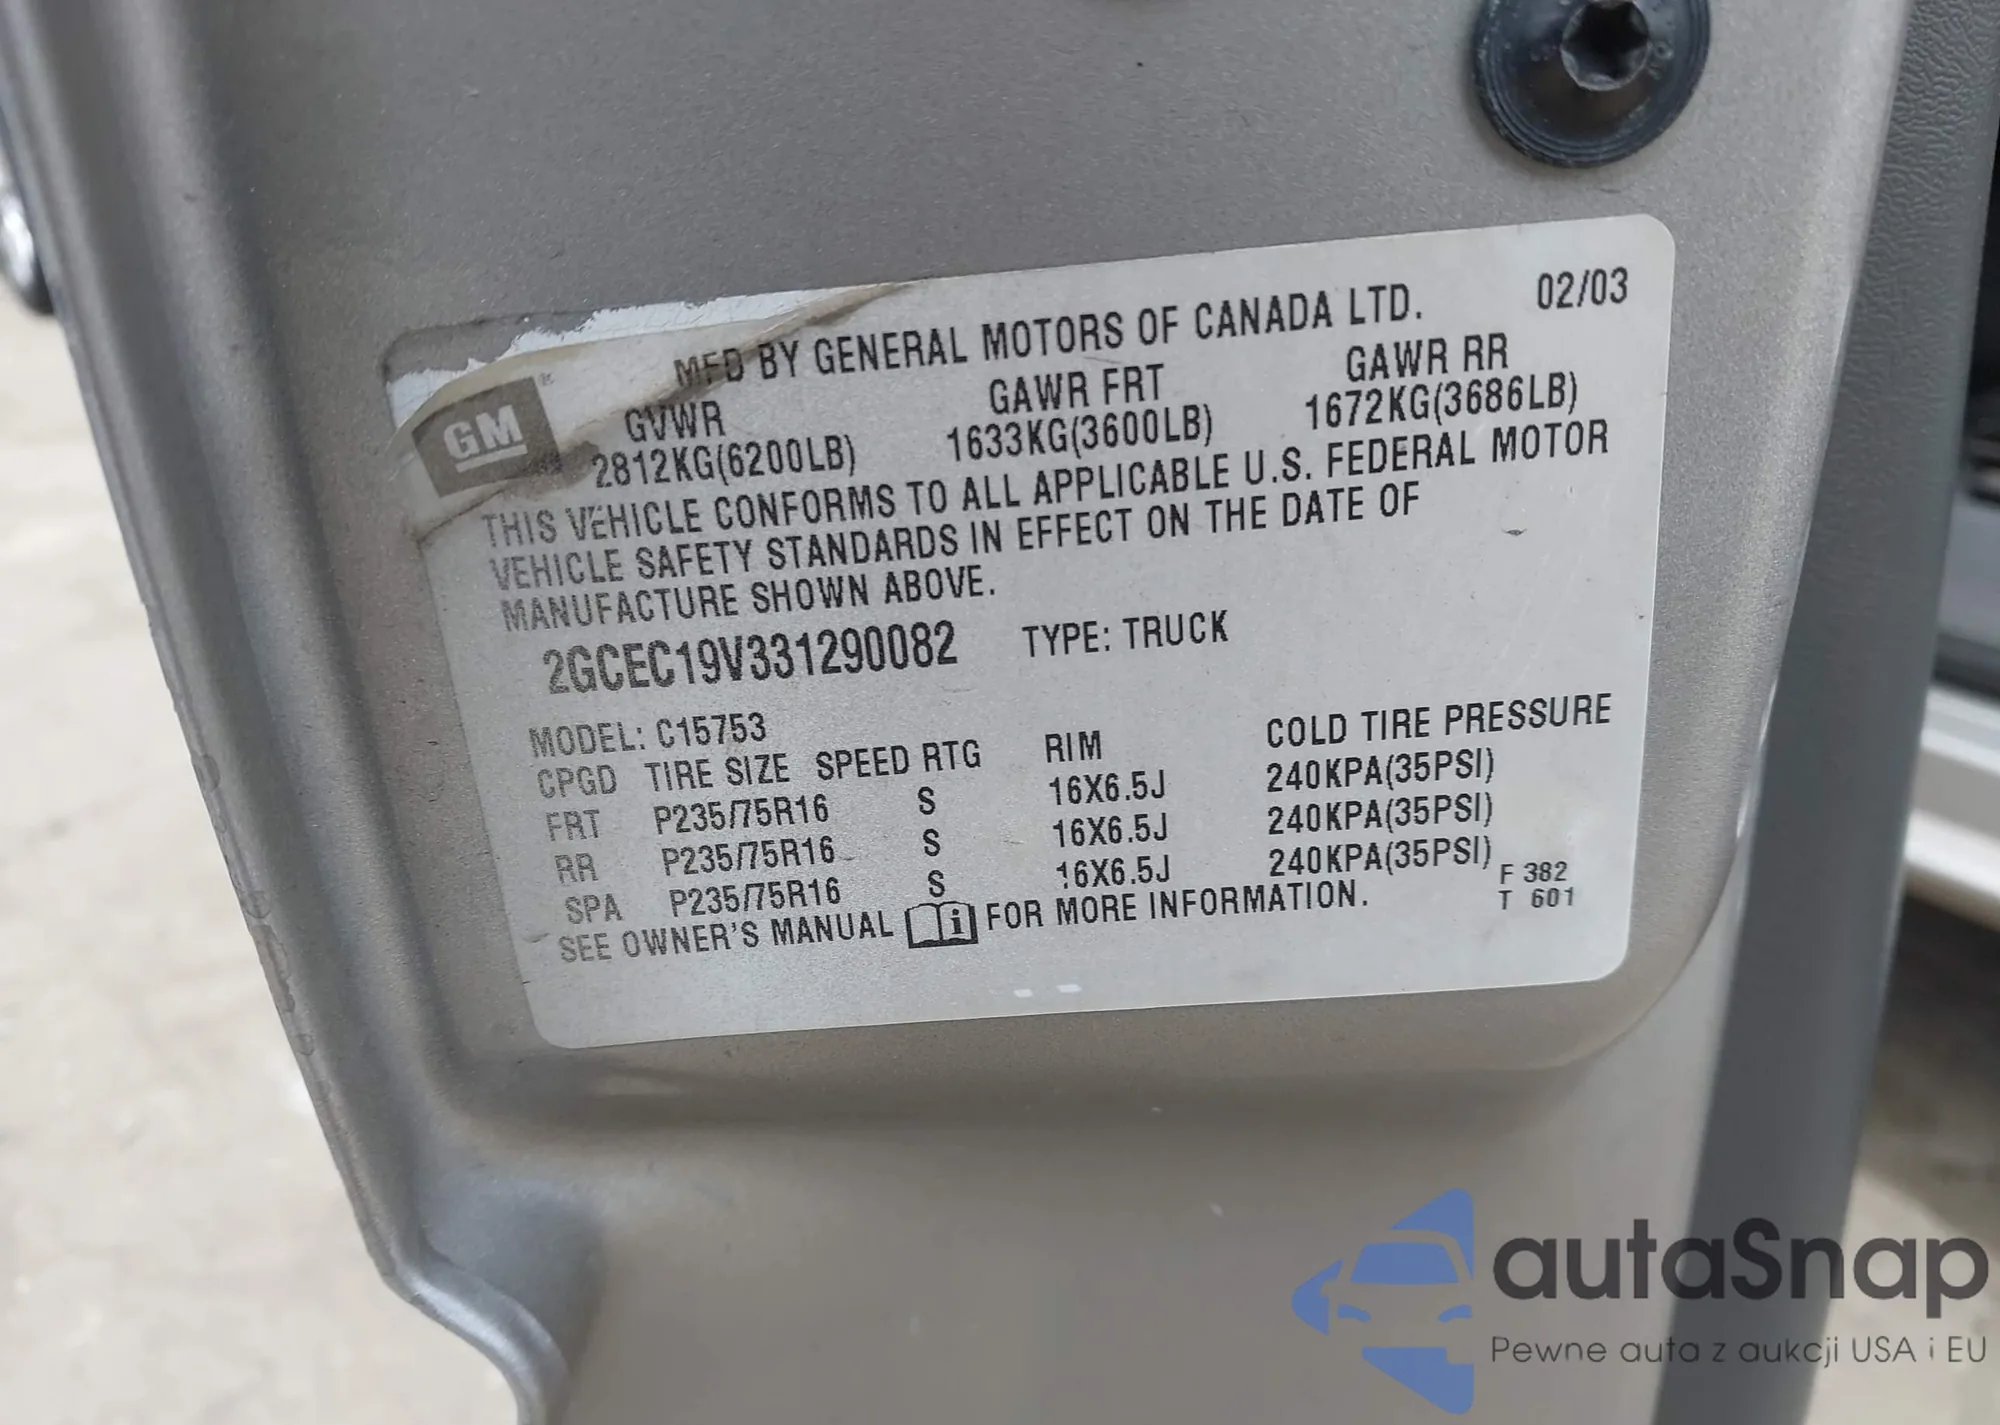 MFD BY GENERAL MOTORS OF CANADA LTD. 02/03
GM
GVWR GAWR FRT GAWR RR
2812KG(6200LB) 1633KG(3600LB) 1672KG(3686LB)
THIS VEHICLE CONFORMS TO ALL APPLICABLE U.S. FEDERAL MOTOR
VEHICLE SAFETY STANDARDS IN EFFECT ON THE DATE OF
MANUFACTURE SHOWN ABOVE.
2GCEC19V331290082 TYPE: TRUCK
MODEL: C15753
CPGD TIRE SIZE SPEED RTG RIM COLD TIRE PRESSURE
FRT P235/75R16 S 16X6.5J 240KPA(35PSI)
RR P235/75R16 S 16X6.5J 240KPA(35PSI)
SPA P235/75R16 S 16X6.5J 240KPA(35PSI)
SEE OWNER'S MANUAL i FOR MORE INFORMATION.
F 382
T 601
autaSnap
Pewne auta z aukcji USA i EU